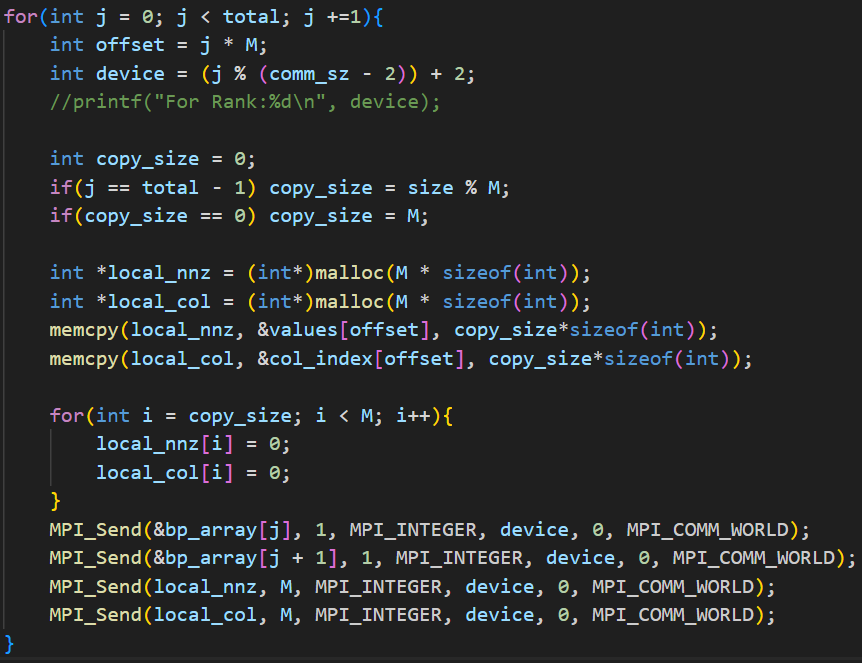 for(int j = 0; j < total; j +=1){
    int offset = j * M;
    int device = (j % (comm_sz - 2)) + 2;
    //printf("For Rank:%d\n", device);

    int copy_size = 0;
    if(j == total - 1) copy_size = size % M;
    if(copy_size == 0) copy_size = M;

    int *local_nnz = (int*)malloc(M * sizeof(int));
    int *local_col = (int*)malloc(M * sizeof(int));
    memcpy(local_nnz, &values[offset], copy_size*sizeof(int));
    memcpy(local_col, &col_index[offset], copy_size*sizeof(int));

    for(int i = copy_size; i < M; i++){
        local_nnz[i] = 0;
        local_col[i] = 0;
    }
    MPI_Send(&bp_array[j], 1, MPI_INTEGER, device, 0, MPI_COMM_WORLD);
    MPI_Send(&bp_array[j + 1], 1, MPI_INTEGER, device, 0, MPI_COMM_WORLD);
    MPI_Send(local_nnz, M, MPI_INTEGER, device, 0, MPI_COMM_WORLD);
    MPI_Send(local_col, M, MPI_INTEGER, device, 0, MPI_COMM_WORLD);
}